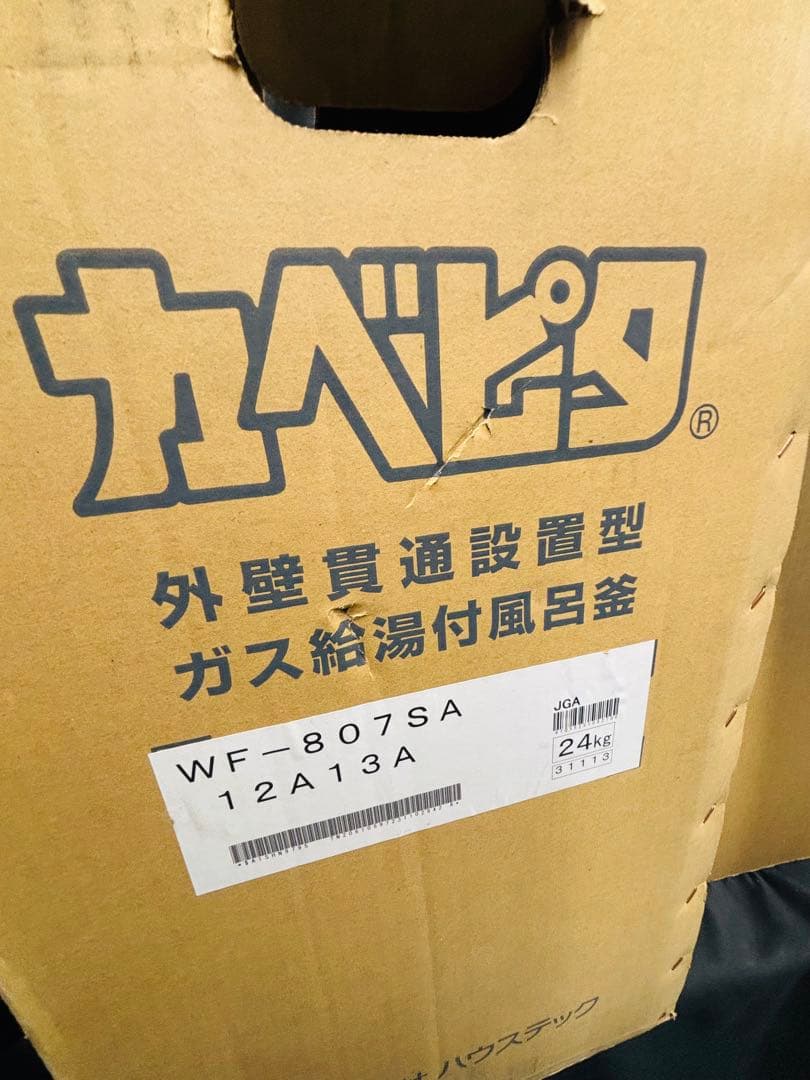 カベピタ®
外壁貫通設置型
ガス給湯付風呂釜
WF-807SA
12A13A
JGA
24kg
31113
ハウステック